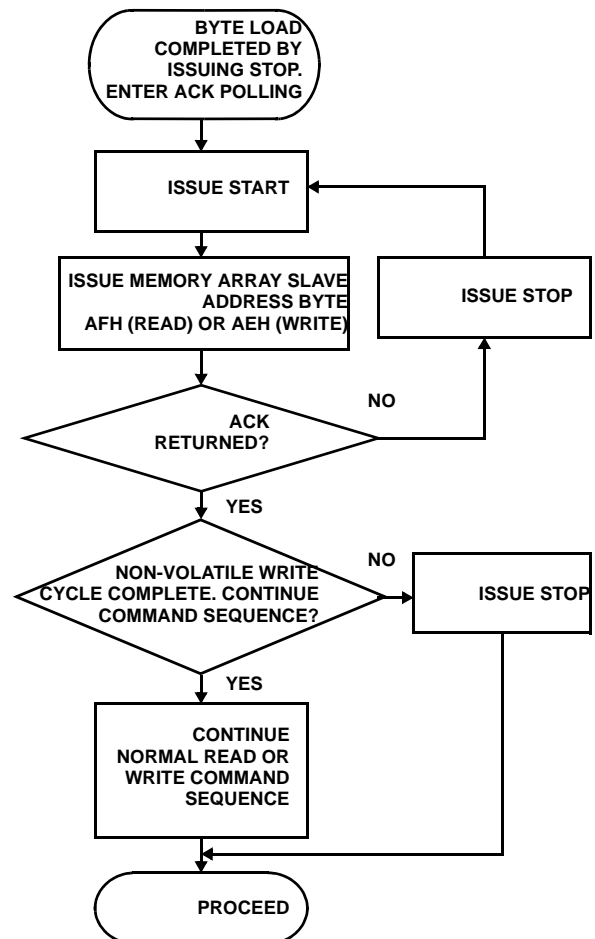 BYTE LOAD
COMPLETED BY
ISSUING STOP.
ENTER ACK POLLING
ISSUE START
ISSUE MEMORY ARRAY SLAVE
ADDRESS BYTE
AFH (READ) OR AEH (WRITE)
ISSUE STOP
ACK
RETURNED?
NO
YES
NON-VOLATILE WRITE
CYCLE COMPLETE. CONTINUE
COMMAND SEQUENCE?
NO
ISSUE STOP
YES
CONTINUE
NORMAL READ OR
WRITE COMMAND
SEQUENCE
PROCEED